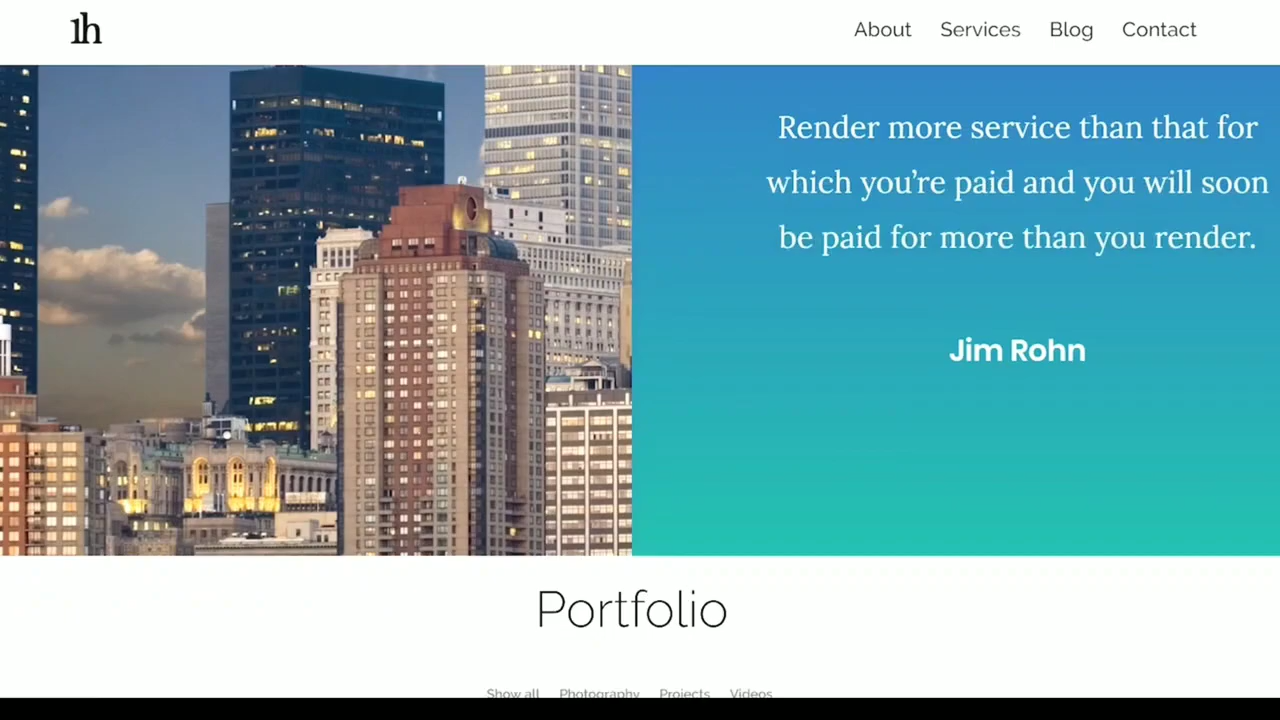 1h
About Services Blog Contact
Render more service than that for
which you’re paid and you will soon
be paid for more than you render.
Jim Rohn
Portfolio
Show all Photography Projects Videos